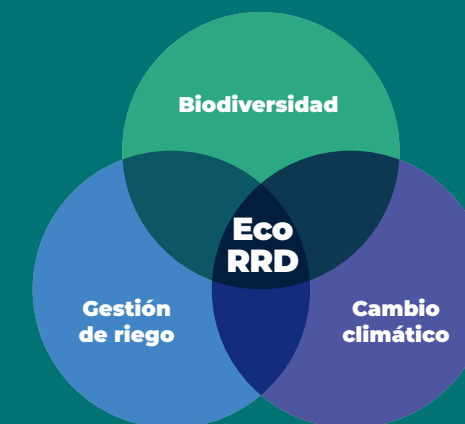 Biodiversidad
Eco
RRD
Gestión
de riego
Cambio
climático